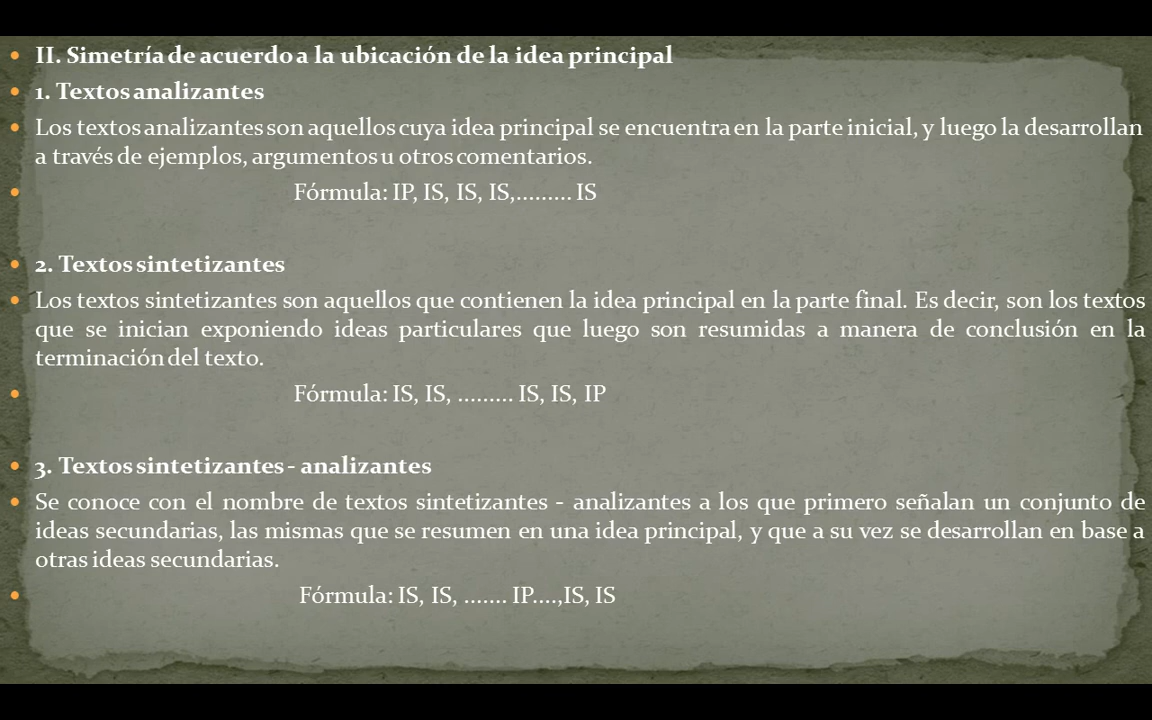 II. Simetría de acuerdo a la ubicación de la idea principal
1. Textos analizantes
Los textos analizantes son aquellos cuya idea principal se encuentra en la parte inicial, y luego la desarrollan
a través de ejemplos, argumentos u otros comentarios.
Fórmula: IP, IS, IS, IS,......... IS
2. Textos sintetizantes
Los textos sintetizantes son aquellos que contienen la idea principal en la parte final. Es decir, son los textos
que se inician exponiendo ideas particulares que luego son resumidas a manera de conclusión en la
terminación del texto.
Fórmula: IS, IS, ......... IS, IS, IP
3. Textos sintetizantes - analizantes
Se conoce con el nombre de textos sintetizantes - analizantes a los que primero señalan un conjunto de
ideas secundarias, las mismas que se resumen en una idea principal, y que a su vez se desarrollan en base a
otras ideas secundarias.
Fórmula: IS, IS, ....... IP....,IS, IS